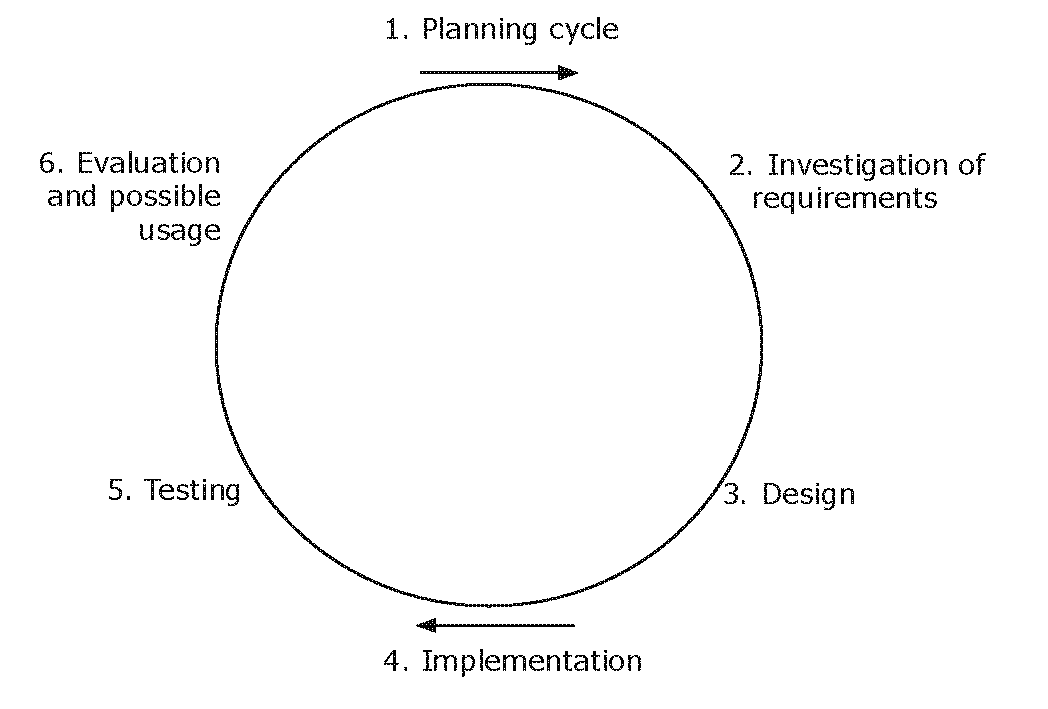 1. Planning cycle
2. Investigation of
requirements
3. Design
4. Implementation
5. Testing
6. Evaluation
and possible
usage